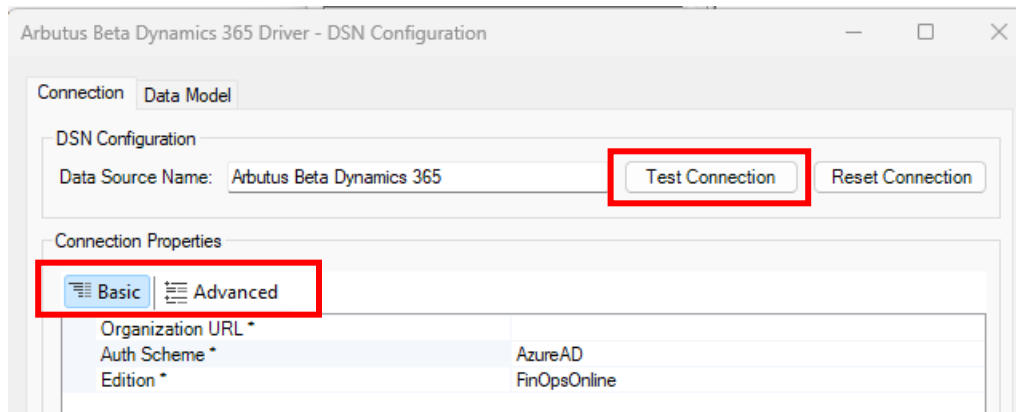 Arbutus Beta Dynamics 365 Driver - DSN Configuration
Connection Data Model
DSN Configuration
Data Source Name: Arbutus Beta Dynamics 365 Test Connection Reset Connection
Connection Properties
Basic Advanced
Organization URL *
Auth Scheme * AzureAD
Edition * FinOpsOnline